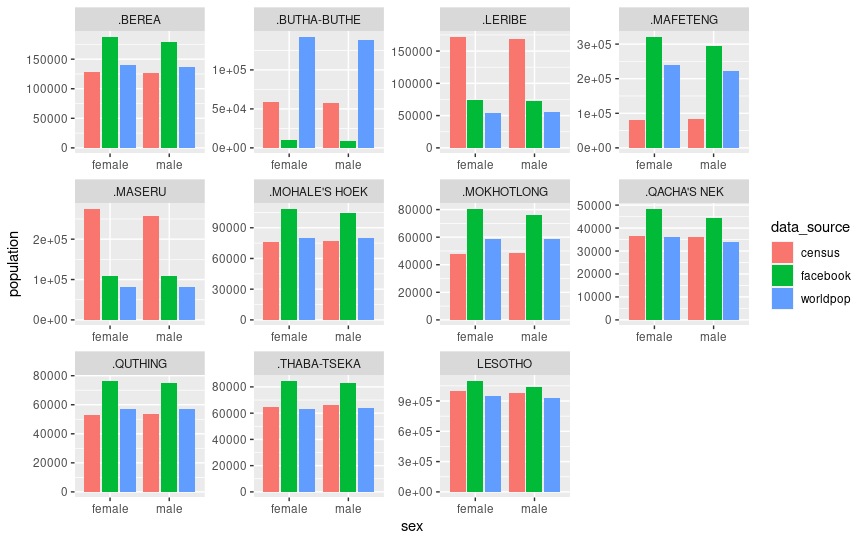 .BEREA
.BUTHA-BUTHE
.LERIBE
.MAFETENG
150000
100000
50000
0
1e+05
5e+04
0e+00
150000
100000
50000
0
3e+05
2e+05
1e+05
0e+00
female male
female male
female male
female male
.MASERU
.MOHALE'S HOEK
.MOKHOTLONG
.QACHA'S NEK
2e+05
1e+05
0e+00
90000
60000
30000
0
80000
60000
40000
20000
0
50000
40000
30000
20000
10000
0
female male
female male
female male
female male
.QUTHING
.THABA-TSEKA
LESOTHO
80000
60000
40000
20000
0
80000
60000
40000
20000
0
9e+05
6e+05
3e+05
0e+00
female male
female male
female male
population
sex
data_source
census
facebook
worldpop